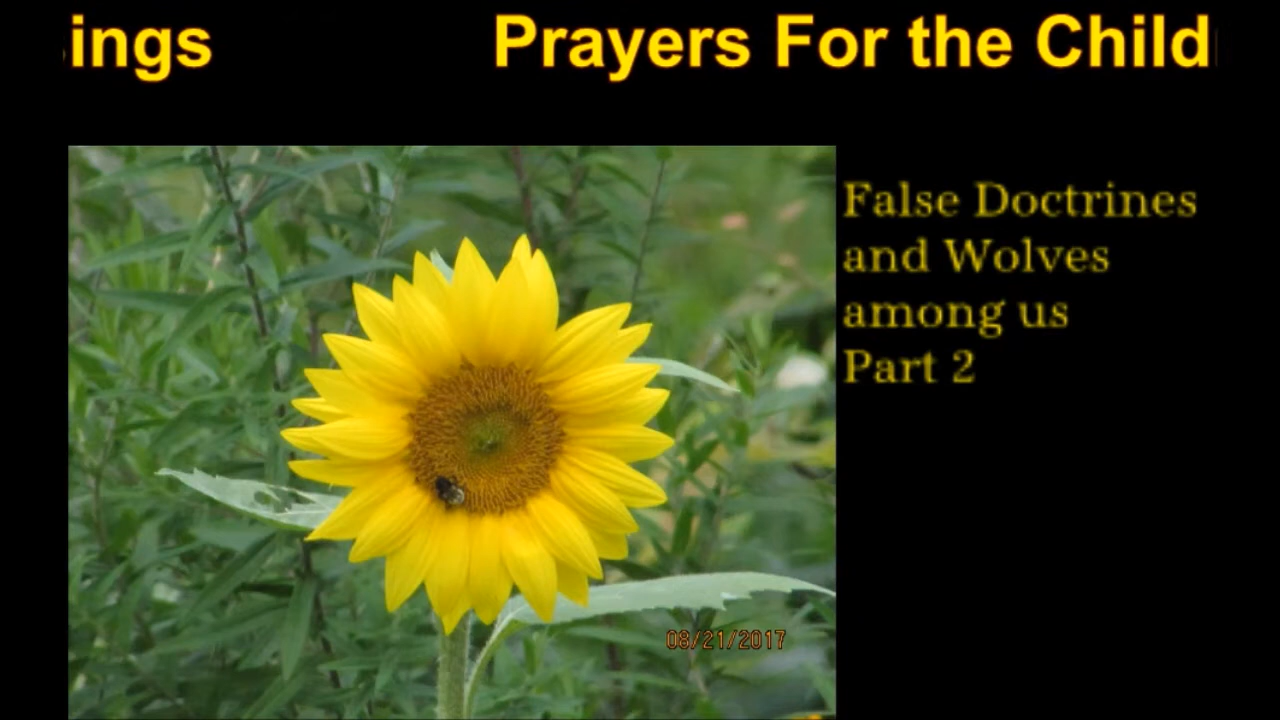 ings Prayers For the Child
False Doctrines
and Wolves
among us
Part 2
08/21/2017